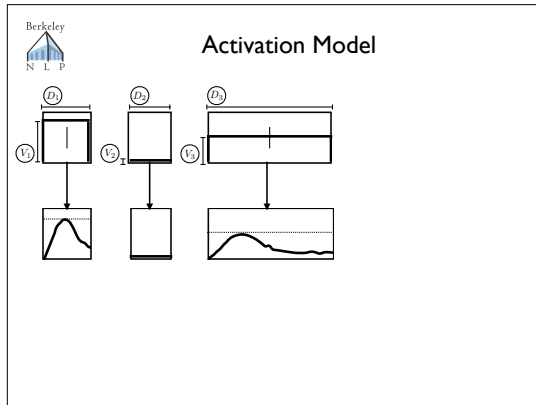 Berkeley
N L P
Activation Model
D1 D2 D3
V1 V2 V3